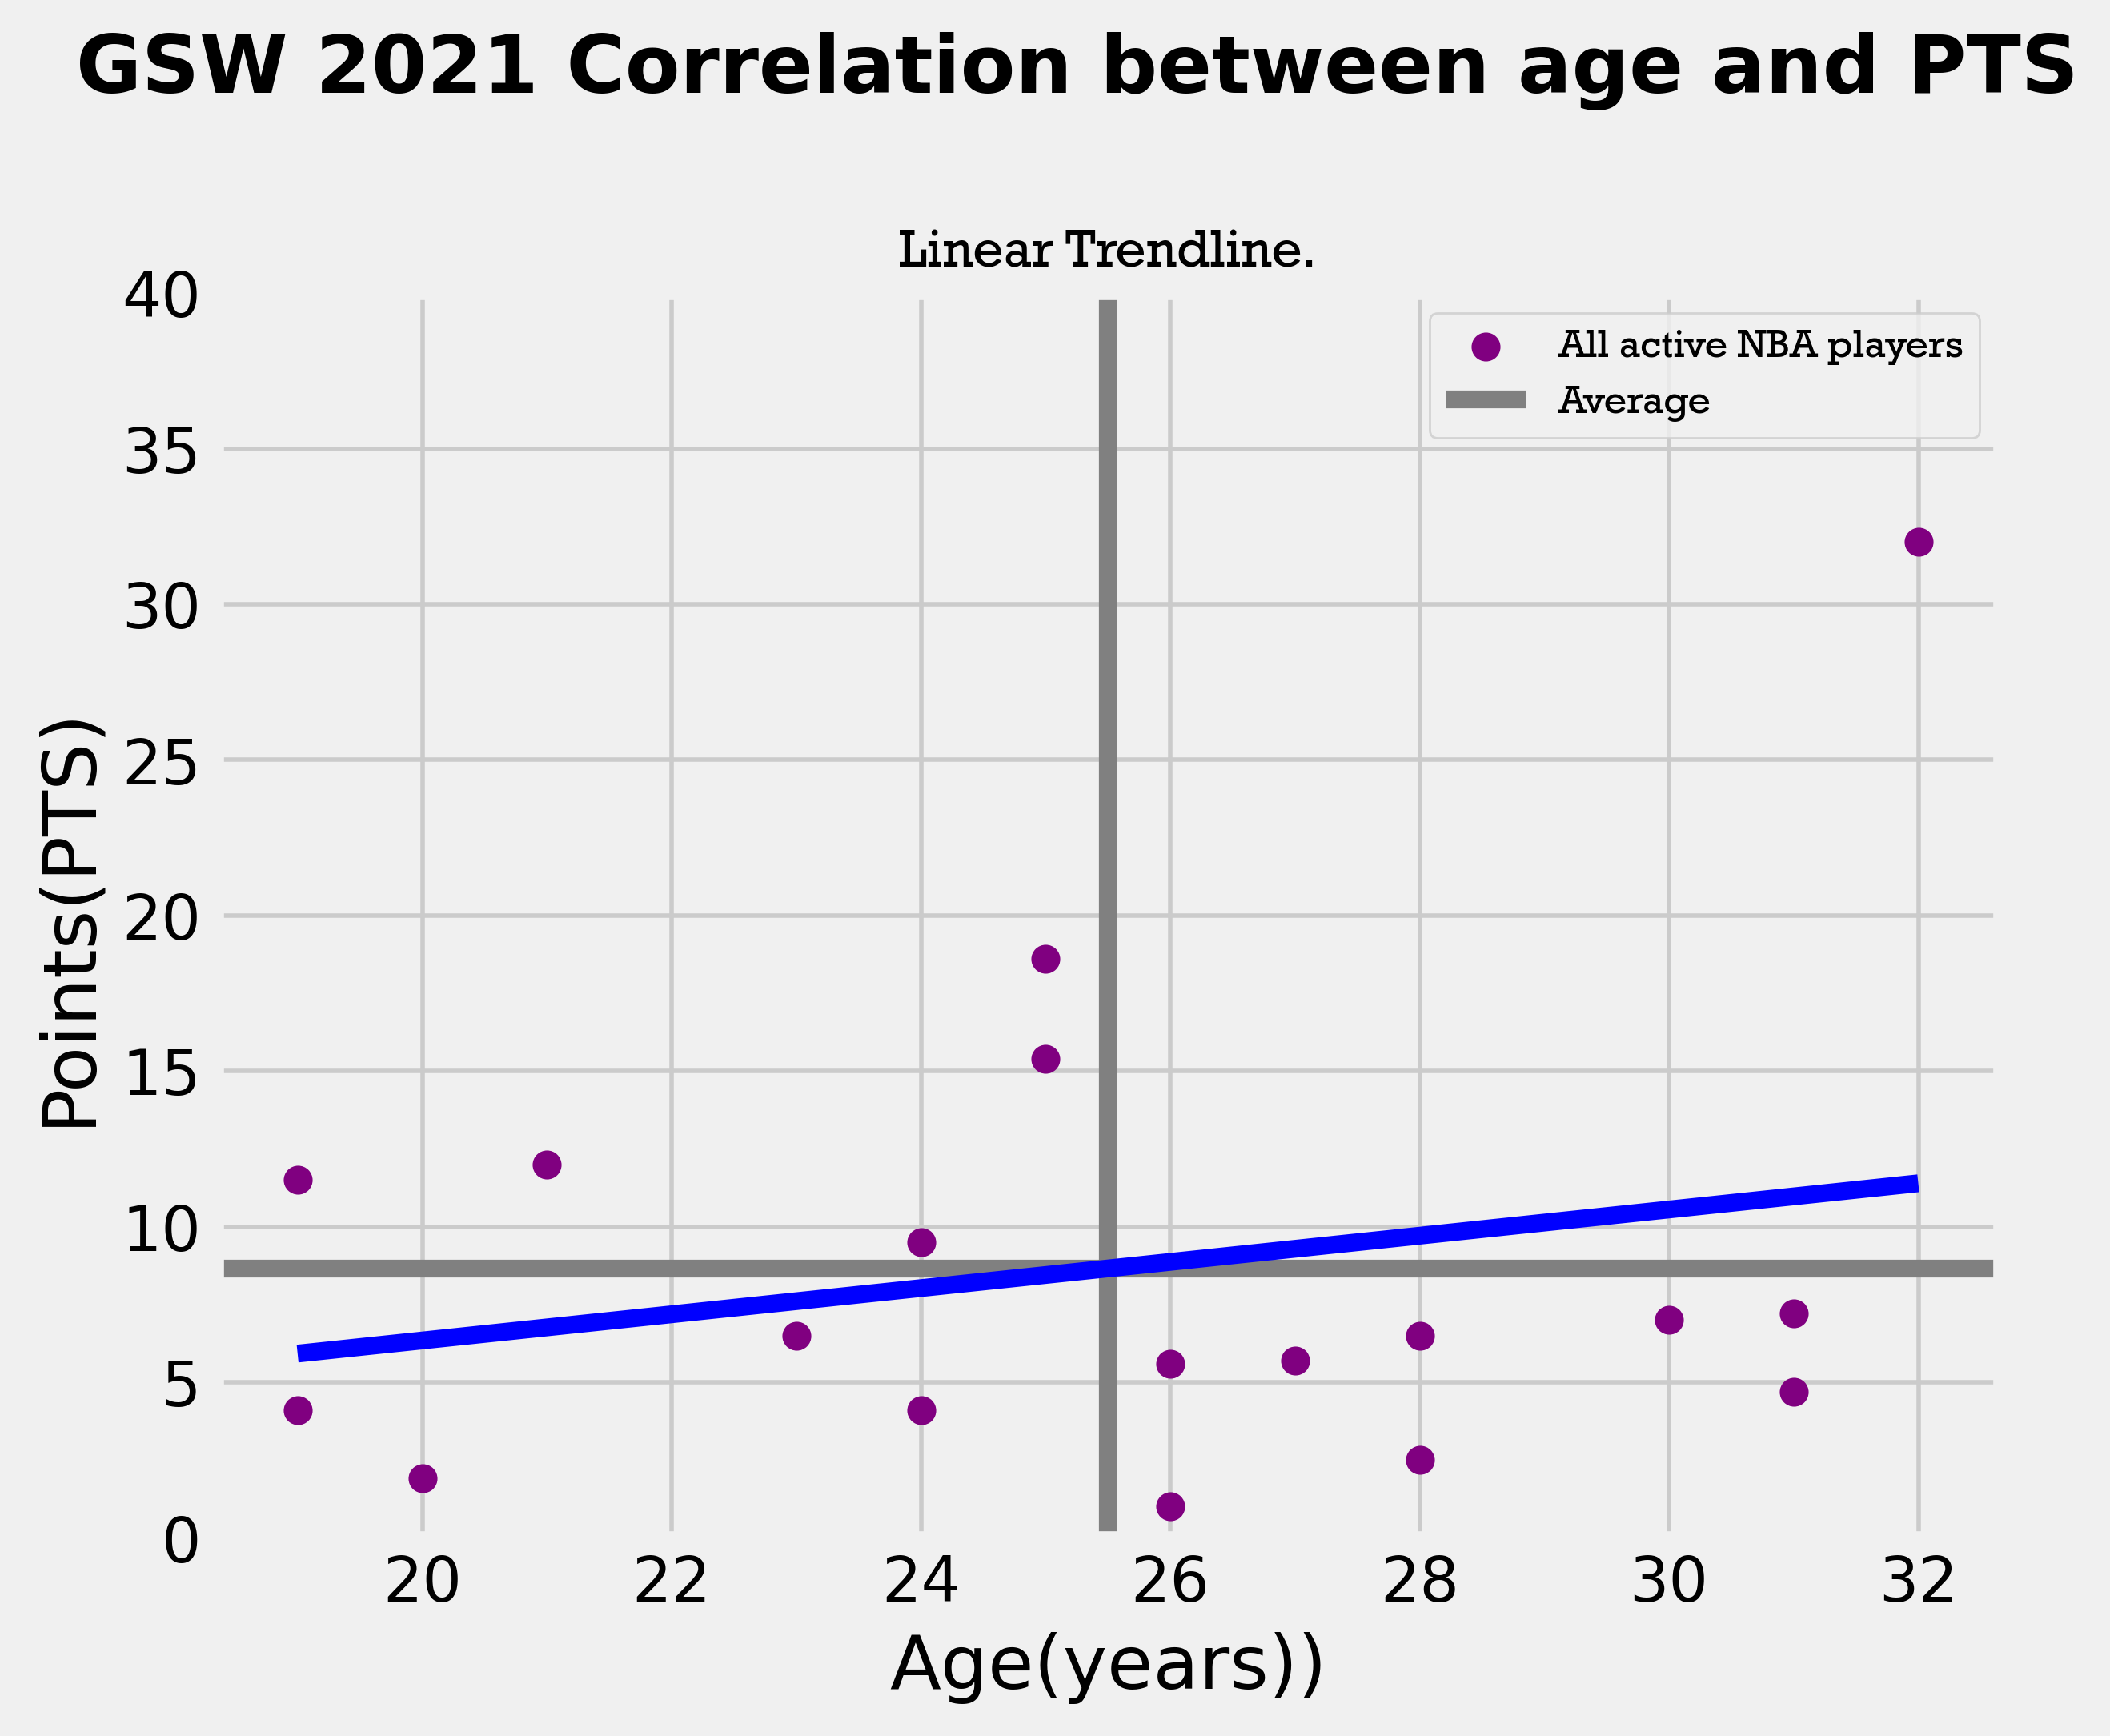 GSW 2021 Correlation between age and PTS
Linear Trendline.
All active NBA players
Average
Points(PTS)
40
35
30
25
20
15
10
5
0
20 22 24 26 28 30 32
Age(years))